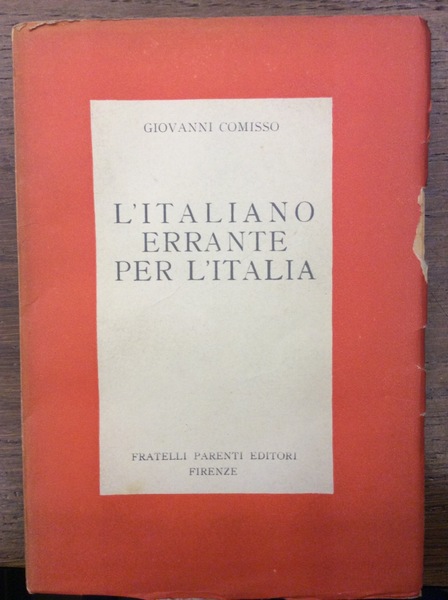 GIOVANNI COMISSO
L'ITALIANO
ERRANTE
PER L'ITALIA
FRATELLI PARENTI EDITORI
FIRENZE